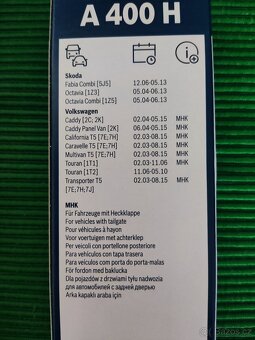 A 400 H
Skoda
Fabia Combi [5J5] 12.06-05.13
Octavia [1Z3] 05.04-06.13
Octavia Combi [1Z5] 05.04-06.13
Volkswagen
Caddy [2C; 2K] 02.04-05.15 MHK
Caddy Panel Van [2K] 06.04-05.15 MHK
California T5 [7E;7H] 02.03-08.15 MHK
Caravelle T5 [7E;7H] 02.03-08.15 MHK
Multivan T5 [7E;7H] 02.03-08.15 MHK
Touran [1T1] 02.03-11.06 MHK
Touran [1T2] 11.06-05.10
Transporter T5 02.03-08.15 MHK
[7E;7H;7J]
MHK
Für Fahrzeuge mit Heckklappe
For vehicles with tailgate
Pour véhicules à hayon
Voor voertuigen met achterklep
Per veicoli con portellone posteriore
Para vehículos con tapa trasera
Para veículos com porta do porta-malas
För fordon med baklucka
Dla pojazdów z drzwiami tyłu nadwozia
для автомобилей с задней дверью
Arka kapaklı araba için